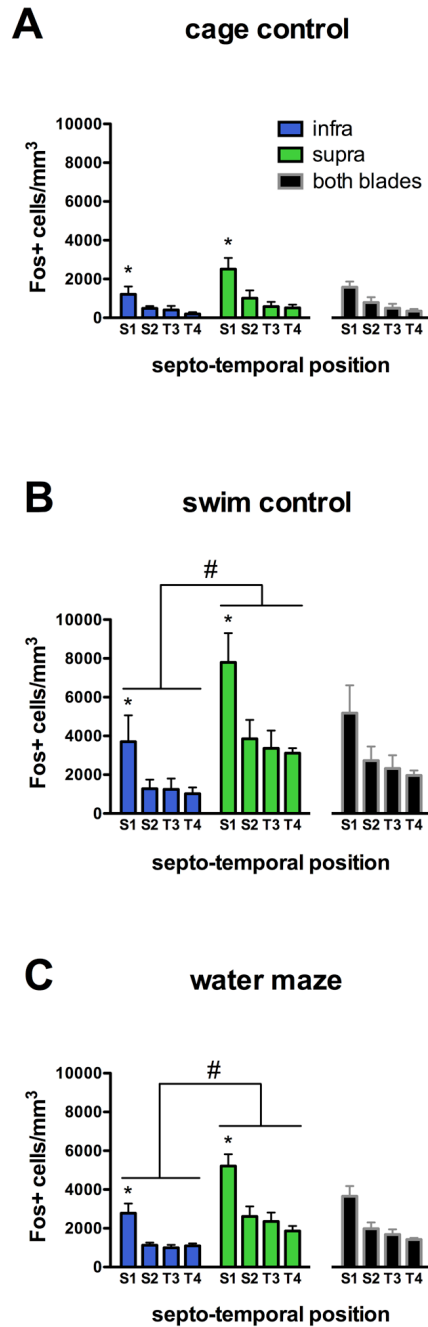 A cage control
10000
8000
6000
4000
2000
0
Fos+ cells/mm³
infra
supra
both blades
*
*
S1 S2 T3 T4 S1 S2 T3 T4 S1 S2 T3 T4
septo-temporal position
B swim control
#
10000
8000
6000
4000
2000
0
Fos+ cells/mm³
*
*
S1 S2 T3 T4 S1 S2 T3 T4 S1 S2 T3 T4
septo-temporal position
C water maze
#
10000
8000
6000
4000
2000
0
Fos+ cells/mm³
*
*
S1 S2 T3 T4 S1 S2 T3 T4 S1 S2 T3 T4
septo-temporal position